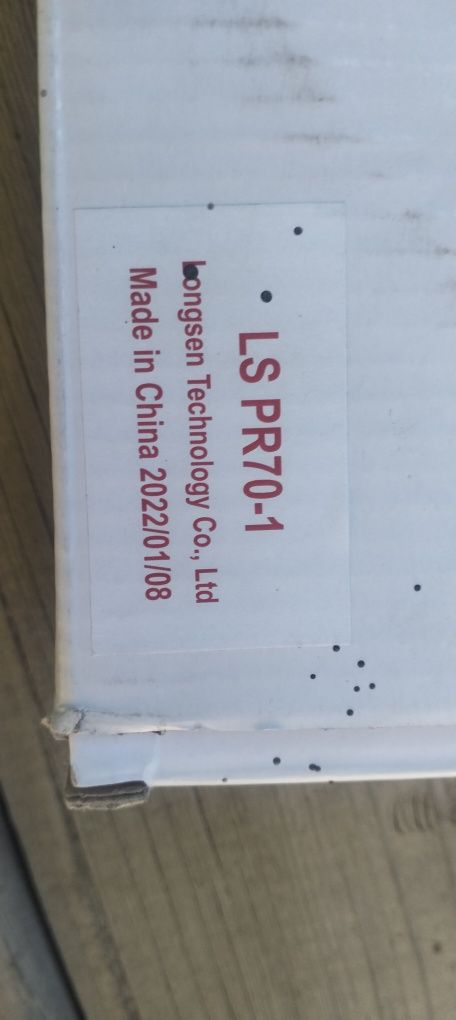 LS PR70-1
Longsen Technology Co., Ltd
Made in China 2022/01/08